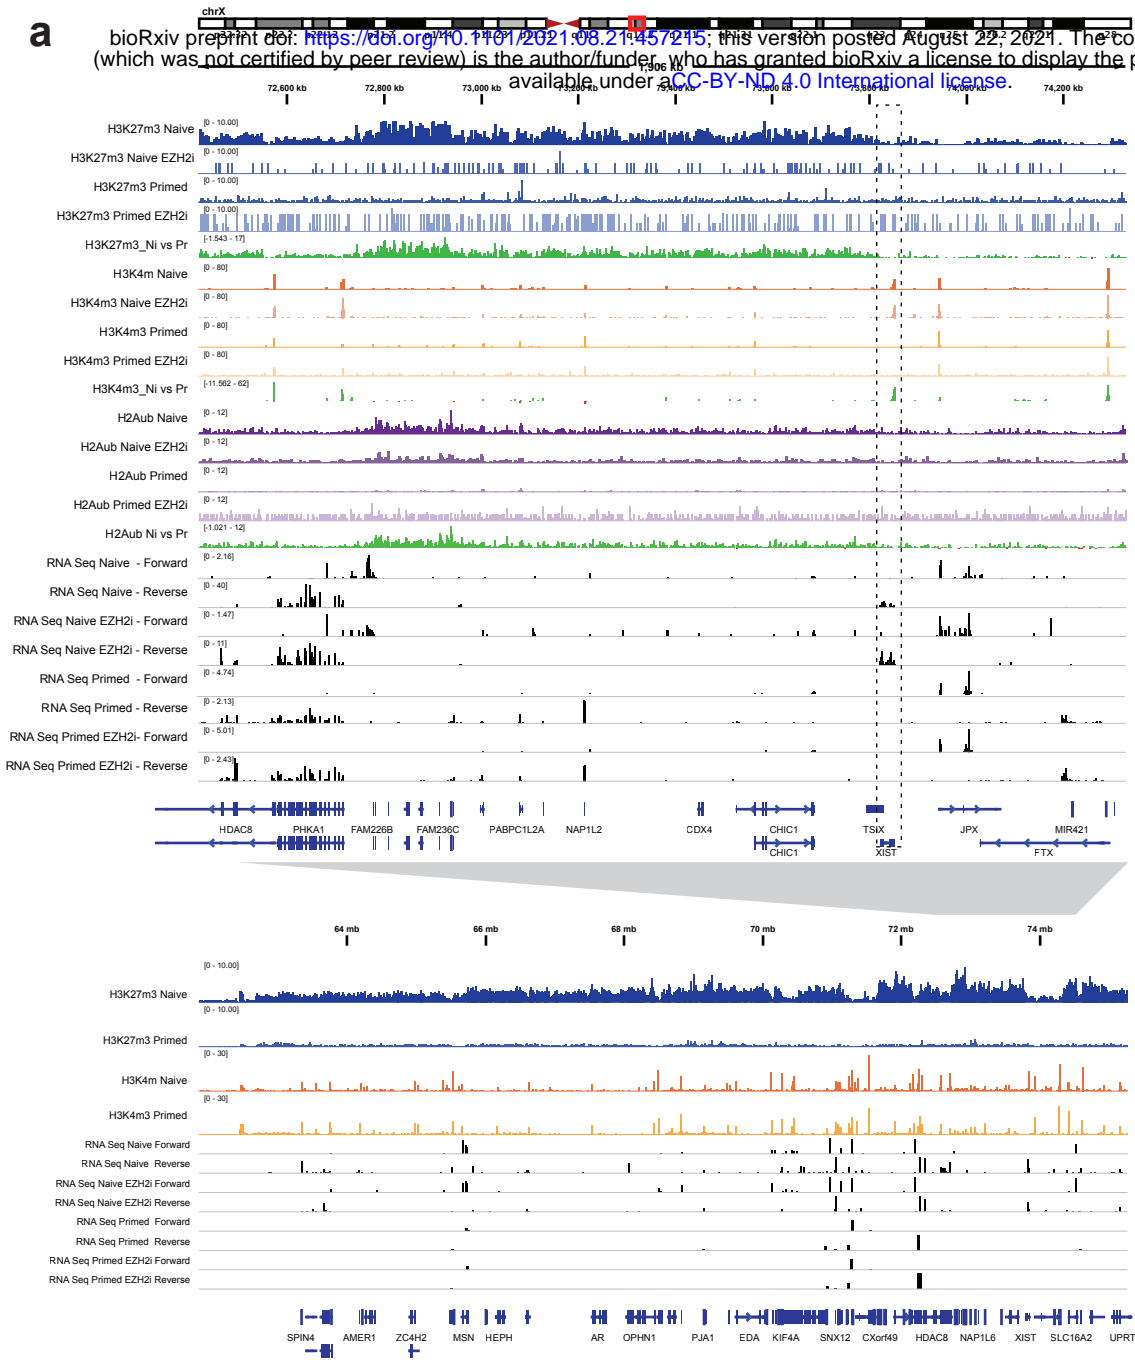 a
chrX
bioRxiv preprint doi: https://doi.org/10.1101/2021.08.21.457215; this version posted August 22, 2021. The co
(which was not certified by peer review) is the author/funder, who has granted bioRxiv a license to display the p
1,906 kb
available under aCC-BY-ND 4.0 International license.
72,600 kb 72,800 kb 73,000 kb 73,200 kb 73,400 kb 73,600 kb 73,800 kb 74,000 kb 74,200 kb
H3K27m3 Naive [0 - 10.00]
H3K27m3 Naive EZH2i [0 - 10.00]
H3K27m3 Primed [0 - 10.00]
H3K27m3 Primed EZH2i [0 - 10.00]
H3K27m3_Ni vs Pr [-1.543 - 17]
H3K4m Naive [0 - 80]
H3K4m3 Naive EZH2i [0 - 80]
H3K4m3 Primed [0 - 80]
H3K4m3 Primed EZH2i [0 - 80]
H3K4m3_Ni vs Pr [-11.562 - 62]
H2Aub Naive [0 - 12]
H2Aub Naive EZH2i [0 - 12]
H2Aub Primed [0 - 12]
H2Aub Primed EZH2i [0 - 12]
H2Aub Ni vs Pr [-1.021 - 12]
RNA Seq Naive - Forward [0 - 2.16]
RNA Seq Naive - Reverse [0 - 40]
RNA Seq Naive EZH2i - Forward [0 - 1.47]
RNA Seq Naive EZH2i - Reverse [0 - 11]
RNA Seq Primed - Forward [0 - 4.74]
RNA Seq Primed - Reverse [0 - 2.13]
RNA Seq Primed EZH2i- Forward [0 - 5.01]
RNA Seq Primed EZH2i - Reverse [0 - 2.43]
HDAC8 PHKA1 FAM226B FAM236C PABPC1L2A NAP1L2 CDX4 CHIC1 TSIX JPX MIR421
CHIC1 XIST FTX
64 mb 66 mb 68 mb 70 mb 72 mb 74 mb
[0 - 10.00]
H3K27m3 Naive
[0 - 10.00]
H3K27m3 Primed
[0 - 30]
H3K4m Naive
[0 - 30]
H3K4m3 Primed
RNA Seq Naive Forward
RNA Seq Naive Reverse
RNA Seq Naive EZH2i Forward
RNA Seq Naive EZH2i Reverse
RNA Seq Primed Forward
RNA Seq Primed Reverse
RNA Seq Primed EZH2i Forward
RNA Seq Primed EZH2i Reverse
SPIN4 AMER1 ZC4H2 MSN HEPH AR OPHN1 PJA1 EDA KIF4A SNX12 CXorf49 HDAC8 NAP1L6 XIST SLC16A2 UPRT